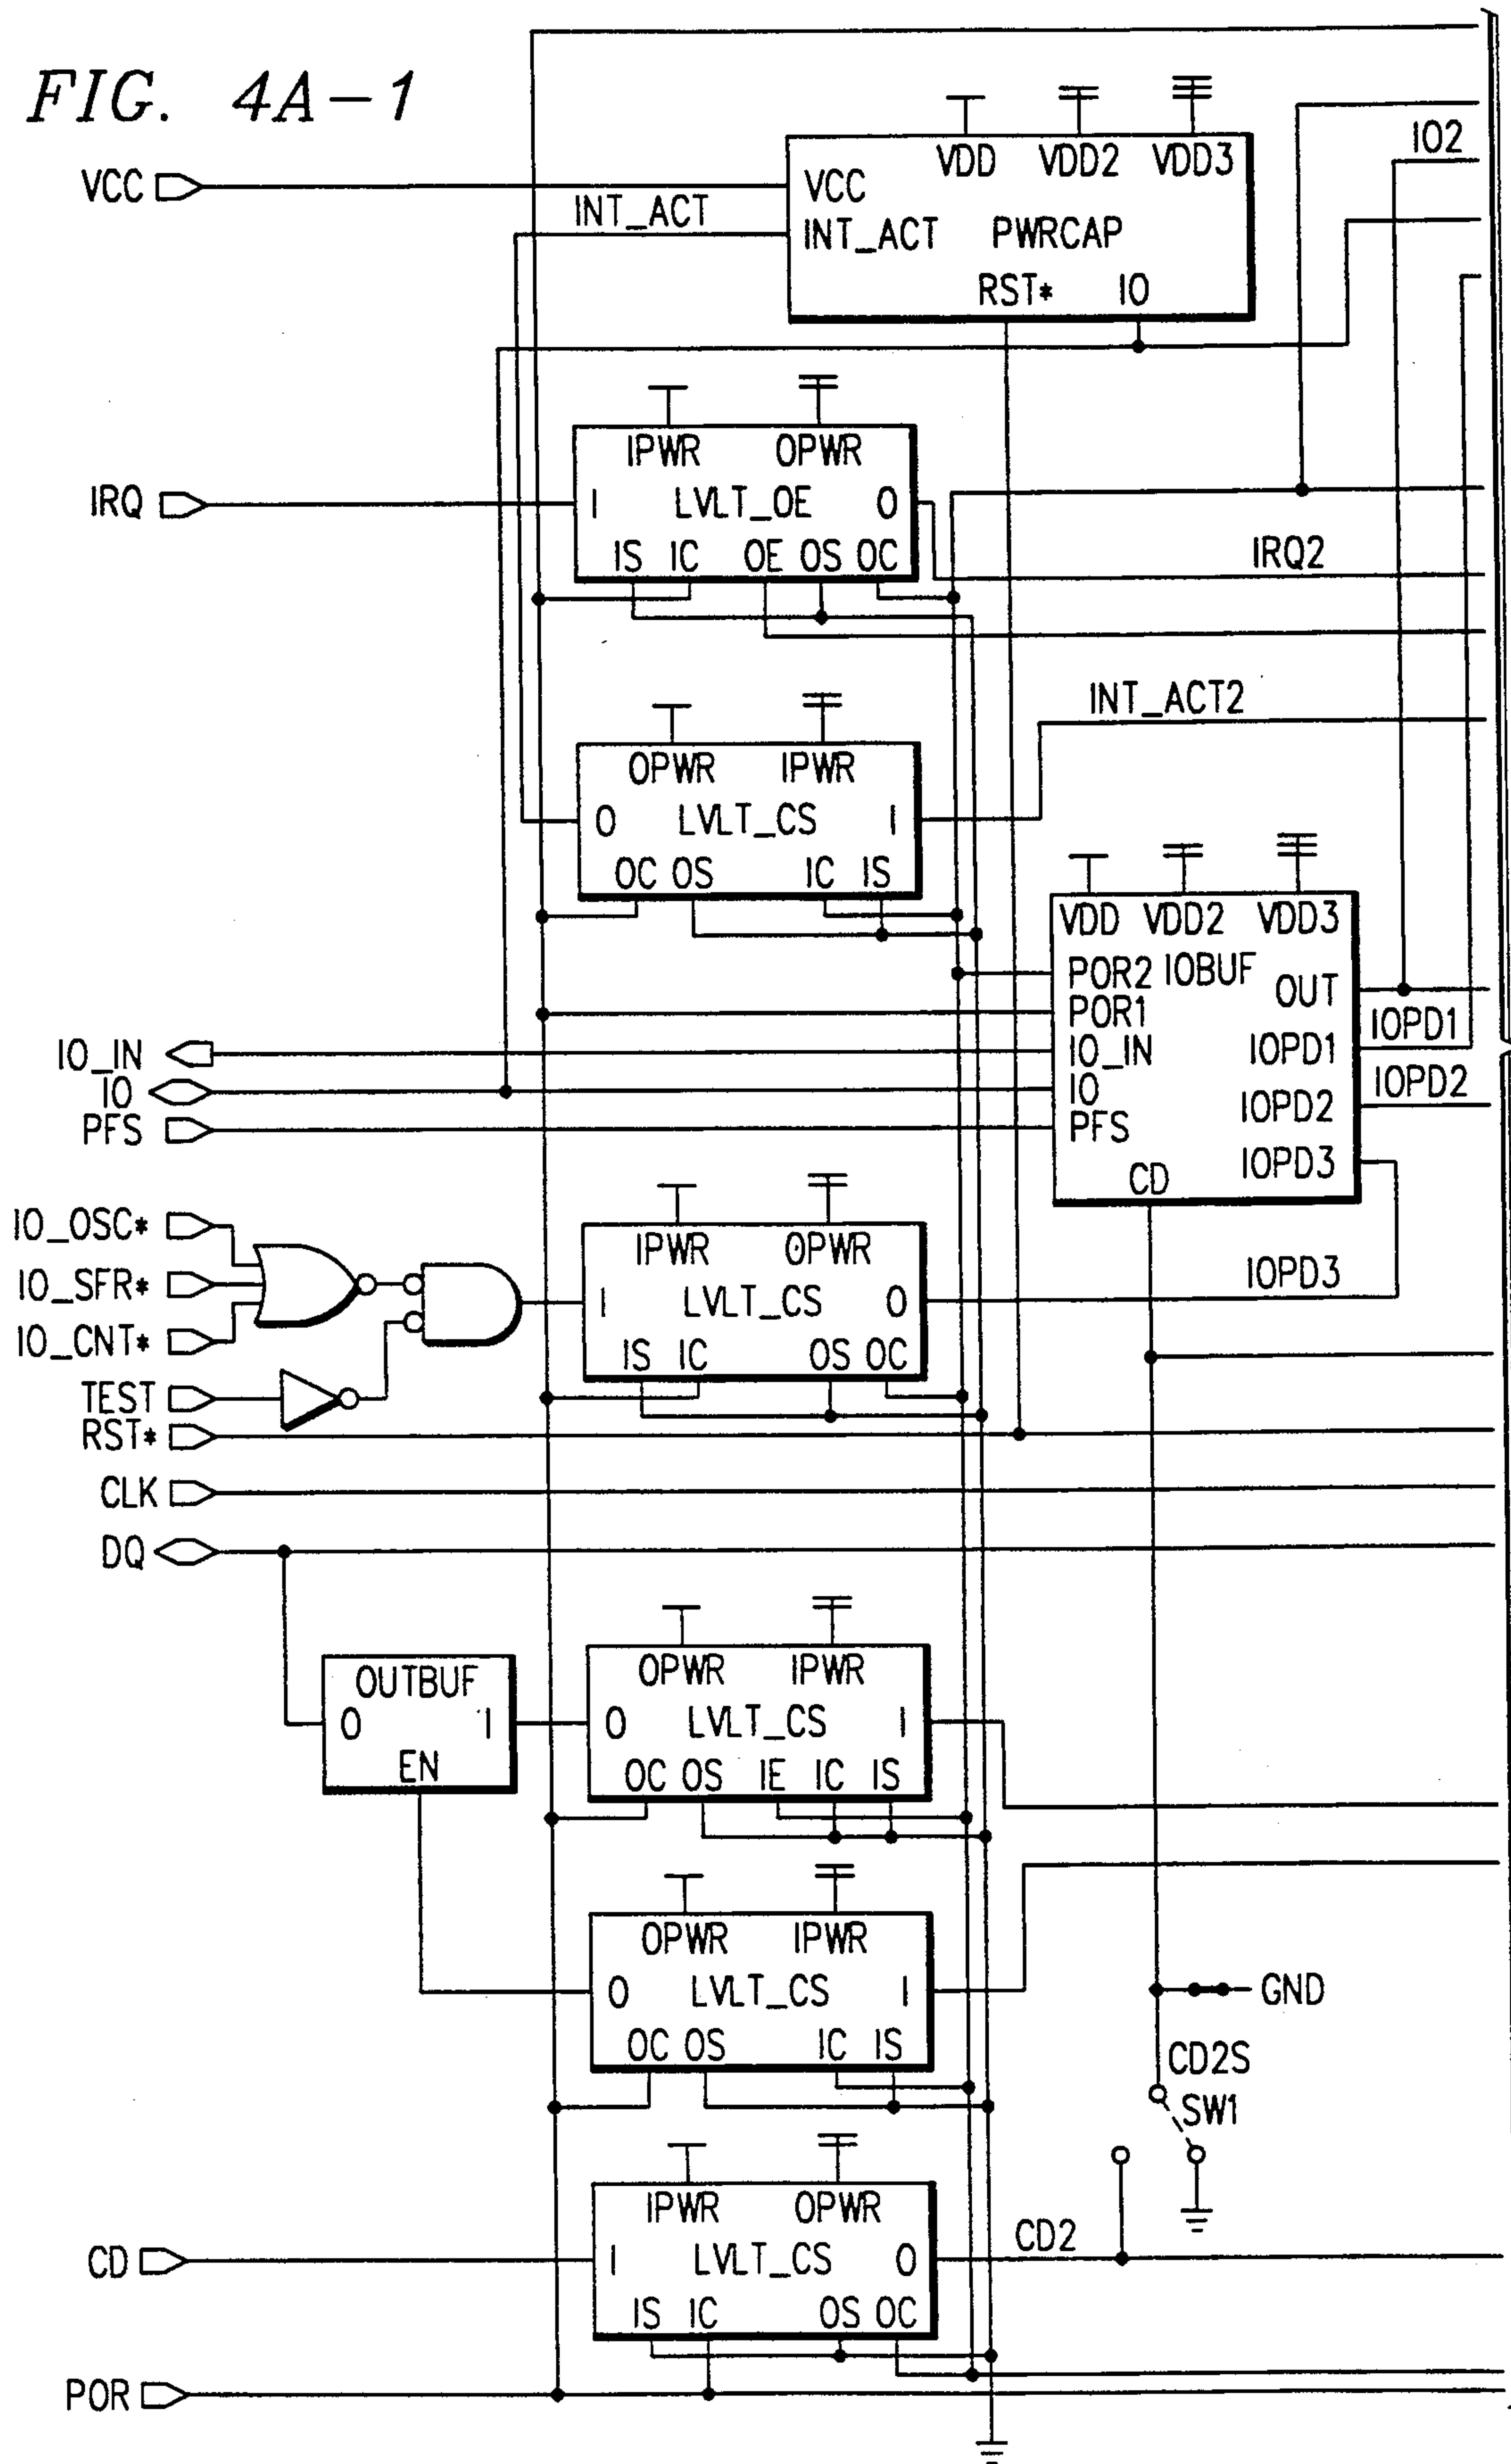 FIG. 4A-1
IO2
VDD VDD2 VDD3
VCC
VCC
INT_ACT
INT_ACT PWRCAP
RST* IO
IPWR OPWR
IRQ
I LVLT_OE O
IS IC OE OS OC
IRQ2
INT_ACT2
OPWR IPWR
O LVLT_CS I
OC OS IC IS
VDD VDD2 VDD3
POR2 IOBUF
OUT
POR1
IOPD1
IO_IN
IO_IN
IOPD1
IO
IO
IOPD2
IOPD2
PFS
PFS
IOPD3
CD
IO_OSC*
IPWR OPWR
IO_SFR*
IOPD3
I LVLT_CS O
IO_CNT*
IS IC OS OC
TEST
RST*
CLK
DQ
OPWR IPWR
OUTBUF
O I
O LVLT_CS I
EN
OC OS IE IC IS
OPWR IPWR
O LVLT_CS I
GND
OC OS IC IS
CD2S
SW1
IPWR OPWR
CD2
CD
I LVLT_CS O
IS IC OS OC
POR